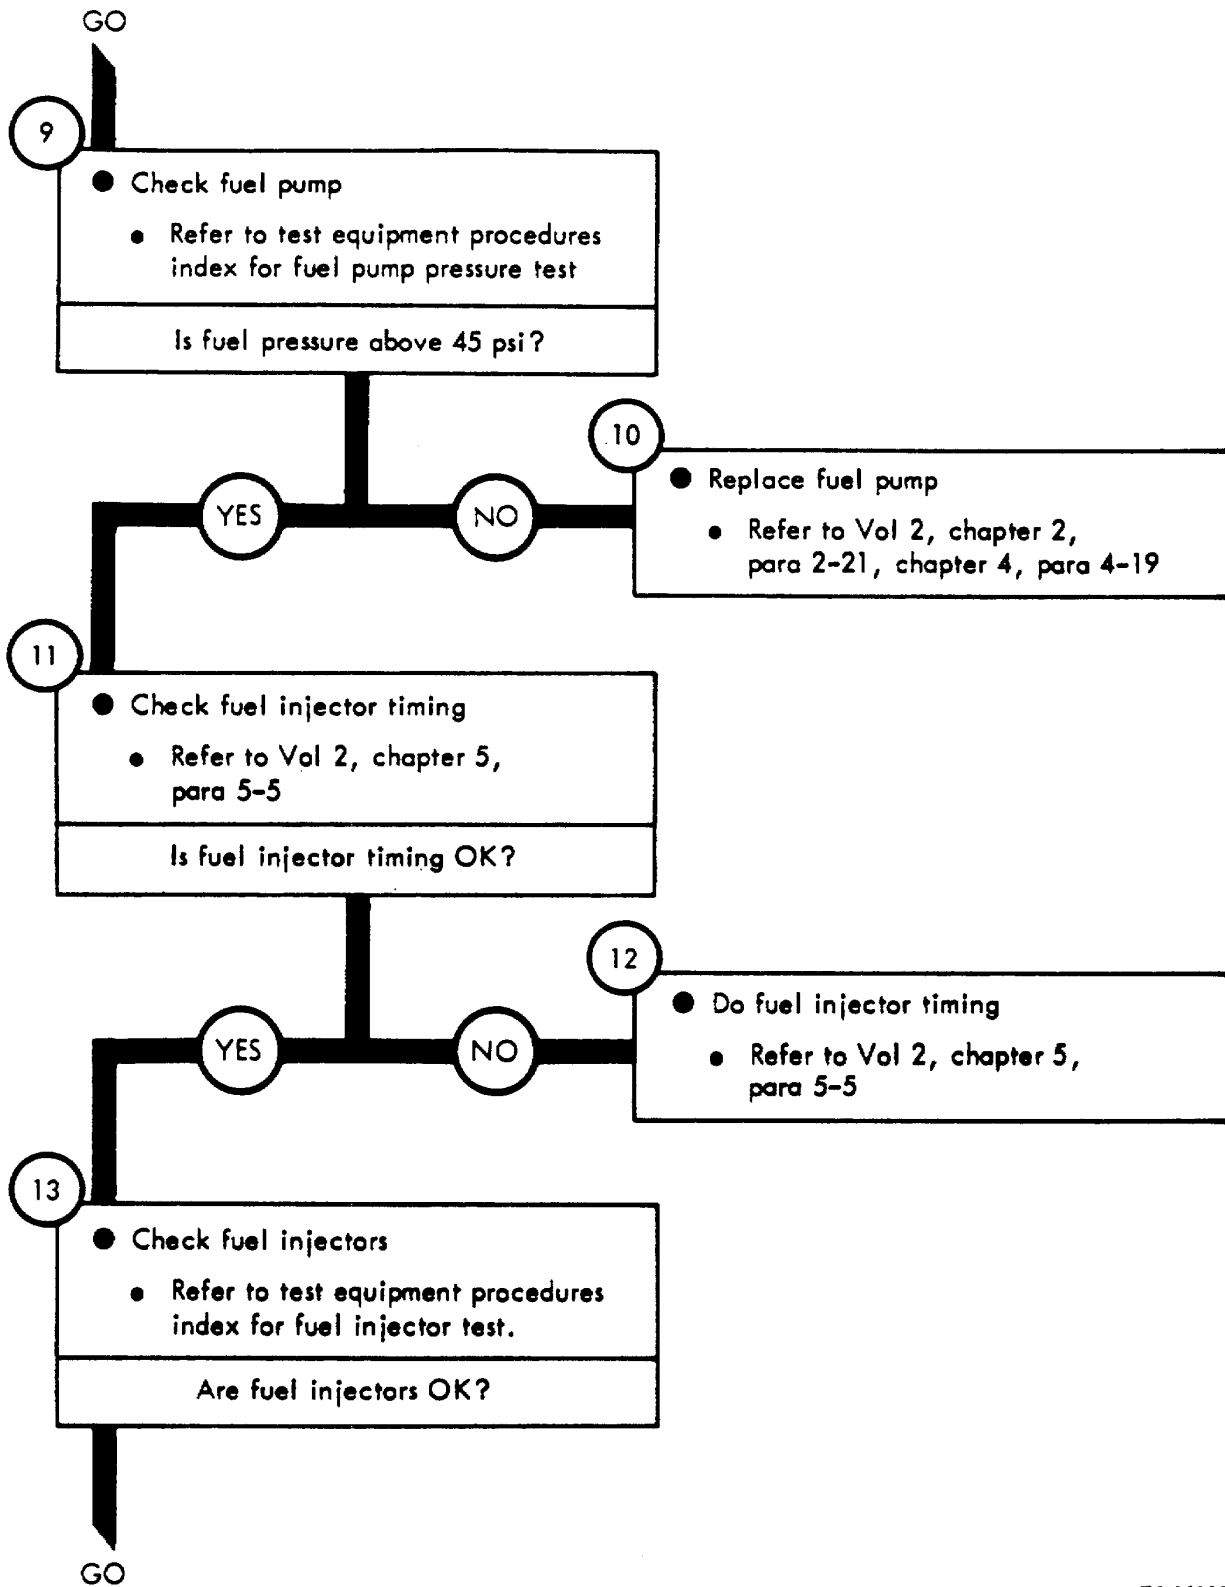 GO
9
● Check fuel pump
● Refer to test equipment procedures
index for fuel pump pressure test
Is fuel pressure above 45 psi?
YES
NO
10
● Replace fuel pump
● Refer to Vol 2, chapter 2,
para 2-21, chapter 4, para 4-19
11
● Check fuel injector timing
● Refer to Vol 2, chapter 5,
para 5-5
Is fuel injector timing OK?
YES
NO
12
● Do fuel injector timing
● Refer to Vol 2, chapter 5,
para 5-5
13
● Check fuel injectors
● Refer to test equipment procedures
index for fuel injector test.
Are fuel injectors OK?
GO